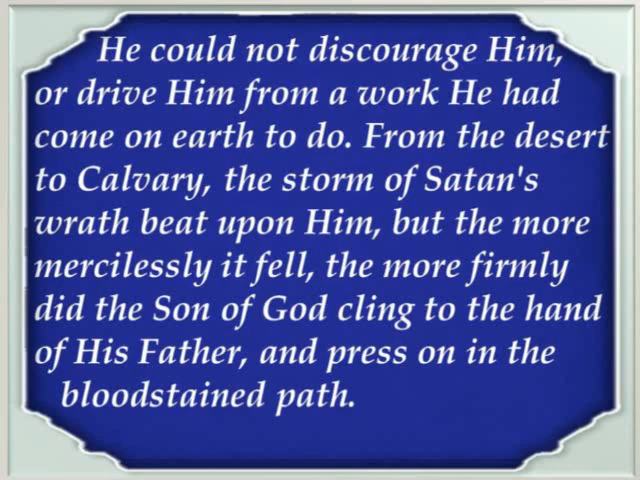 He could not discourage Him,
or drive Him from a work He had
come on earth to do. From the desert
to Calvary, the storm of Satan's
wrath beat upon Him, but the more
mercilessly it fell, the more firmly
did the Son of God cling to the hand
of His Father, and press on in the
bloodstained path.